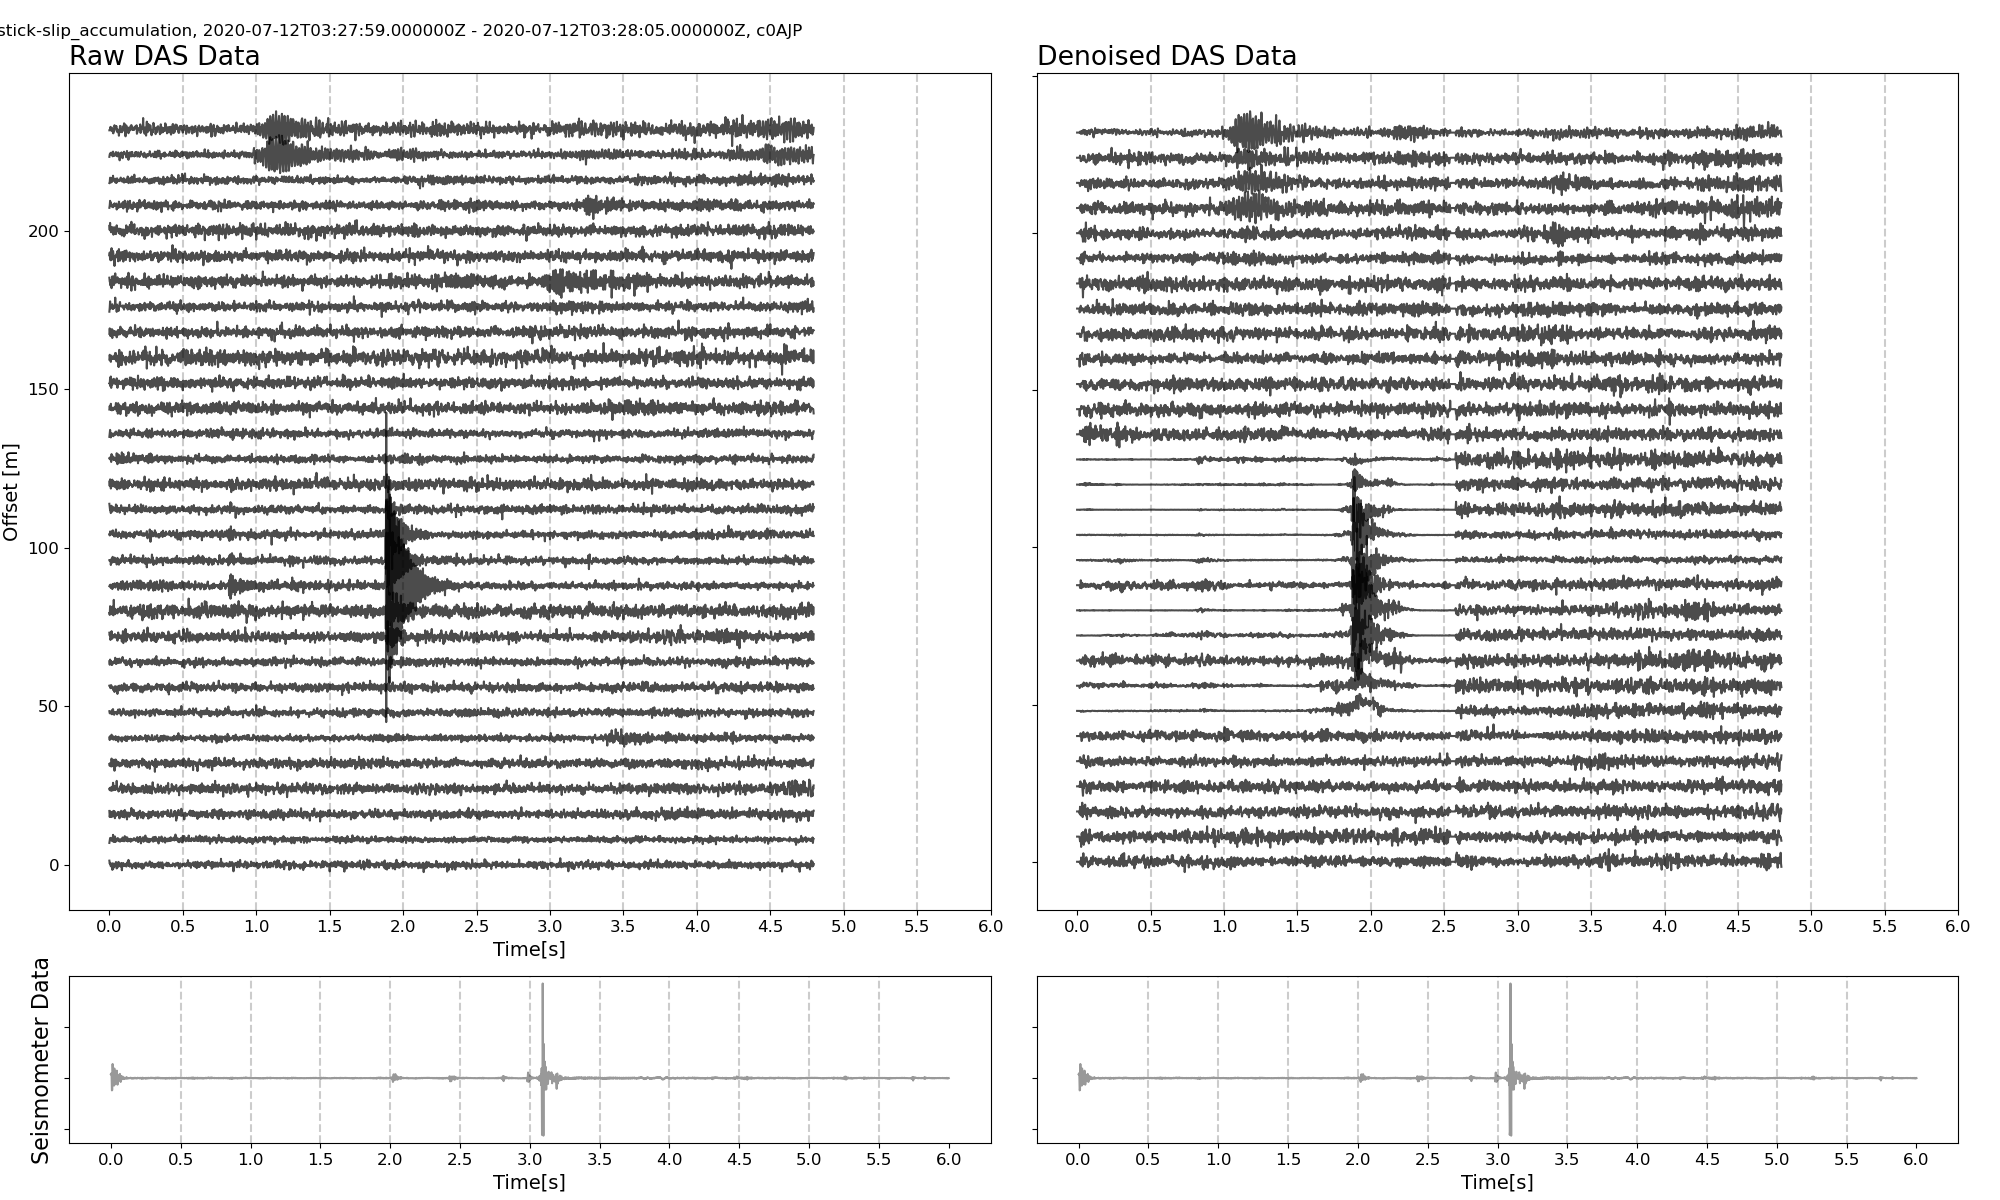 stick-slip_accumulation, 2020-07-12T03:27:59.000000Z - 2020-07-12T03:28:05.000000Z, c0AJP
Raw DAS Data
Denoised DAS Data
Offset [m]
200
150
100
50
0
0.0 0.5 1.0 1.5 2.0 2.5 3.0 3.5 4.0 4.5 5.0 5.5 6.0
Time[s]
0.0 0.5 1.0 1.5 2.0 2.5 3.0 3.5 4.0 4.5 5.0 5.5 6.0
Seismometer Data
0.0 0.5 1.0 1.5 2.0 2.5 3.0 3.5 4.0 4.5 5.0 5.5 6.0
Time[s]
0.0 0.5 1.0 1.5 2.0 2.5 3.0 3.5 4.0 4.5 5.0 5.5 6.0
Time[s]